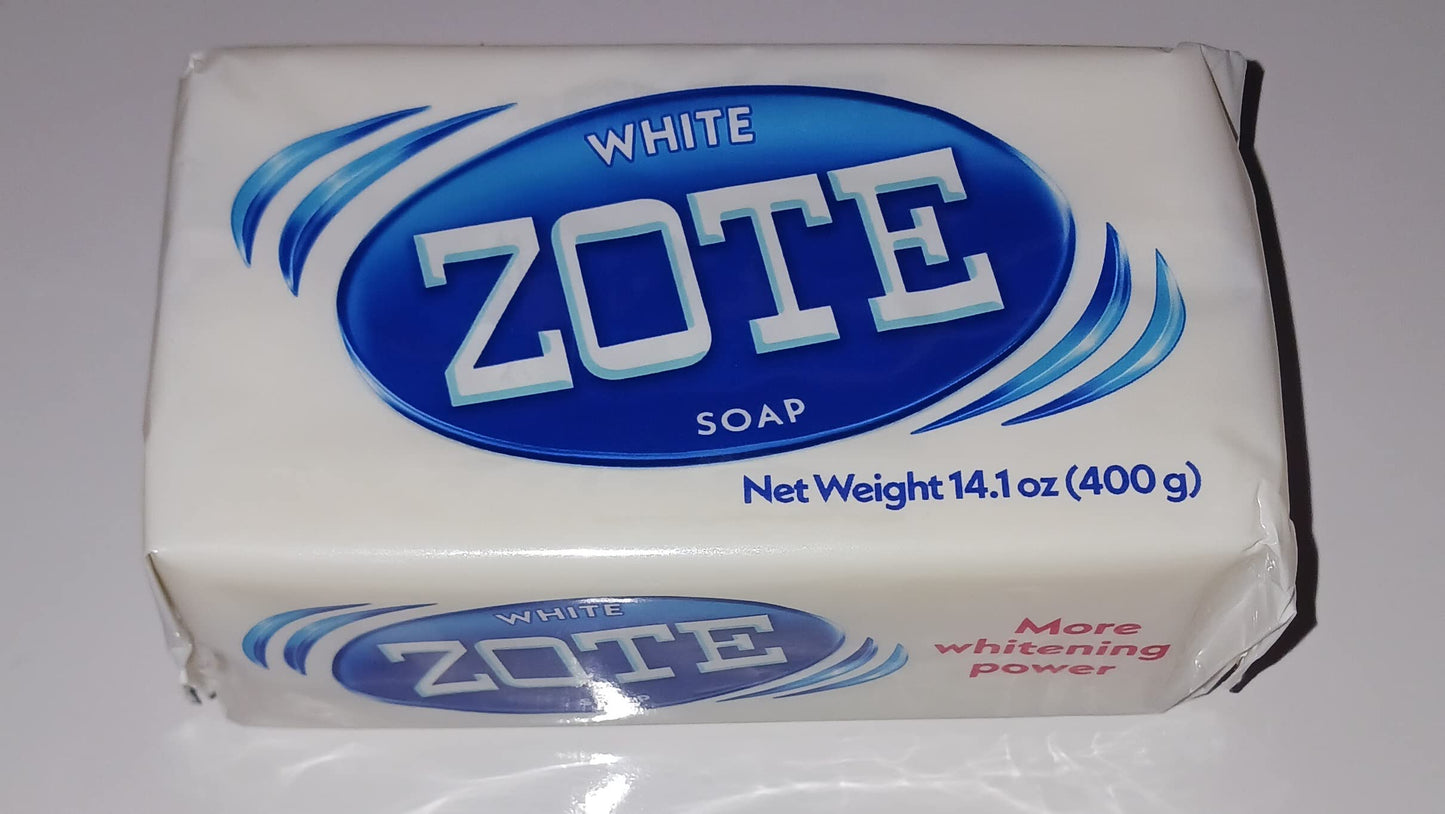 WHITE
ZOTE
SOAP
Net Weight 14.1 oz (400 g)
WHITE
ZOTE
More
whitening
power